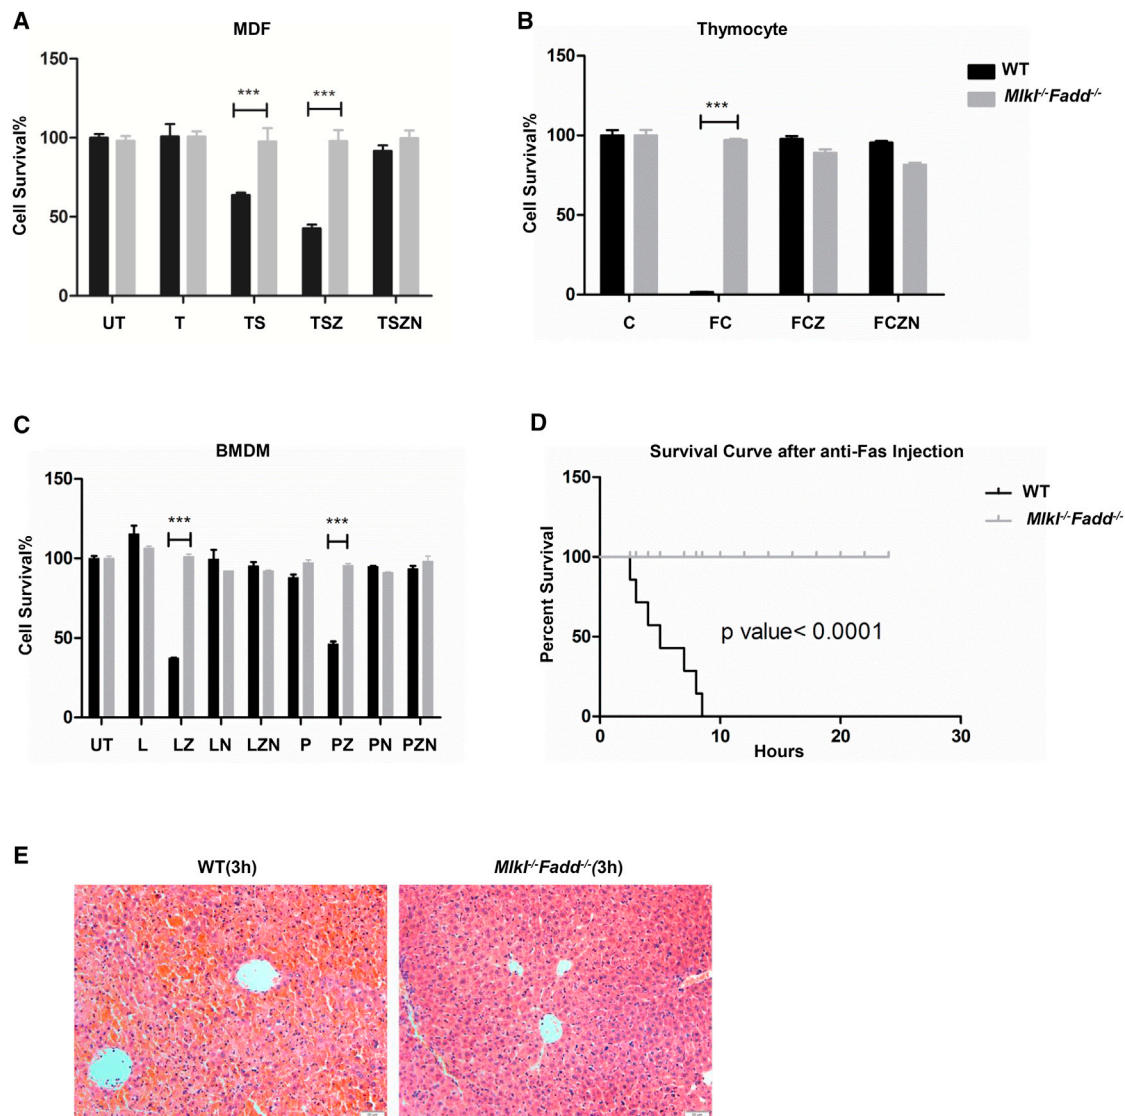 A
MDF
150
100
50
0
Cell Survival%
***
***
UT T TS TSZ TSZN
B
Thymocyte
150
100
50
0
Cell Survival%
***
C FC FCZ FCZN
WT
Mlkl-/-Fadd-/-
C
BMDM
150
100
50
0
Cell Survival%
***
***
UT L LZ LN LZN P PZ PN PZN
D
Survival Curve after anti-Fas Injection
150
100
50
0
Percent Survival
p value< 0.0001
0 10 20 30
Hours
WT
Mlkl-/-Fadd-/-
E
WT(3h)
Mlkl-/-Fadd-/-(3h)